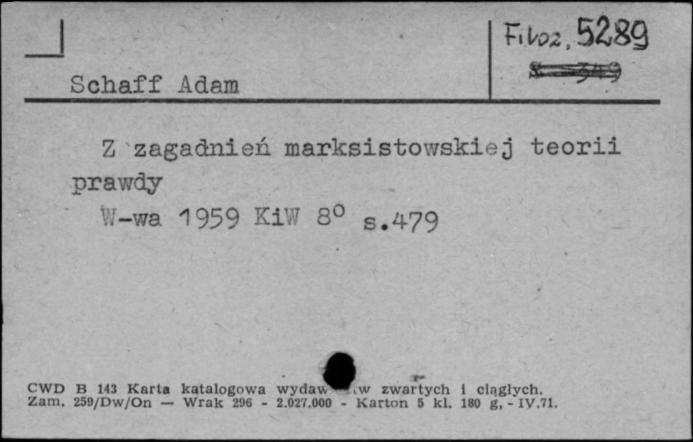 Filoz. 5289
Schaff Adam
Z zagadnień marksistowskiej teorii
prawdy
W-wa 1959 KiW 8° s.479
CWD B 143 Karta katalogowa zwartych i ciągłych.
Zam. 259/Dw/On — Wrak 296 - 2.027.000 - Karton 5 kl. 180 g. - IV.71.